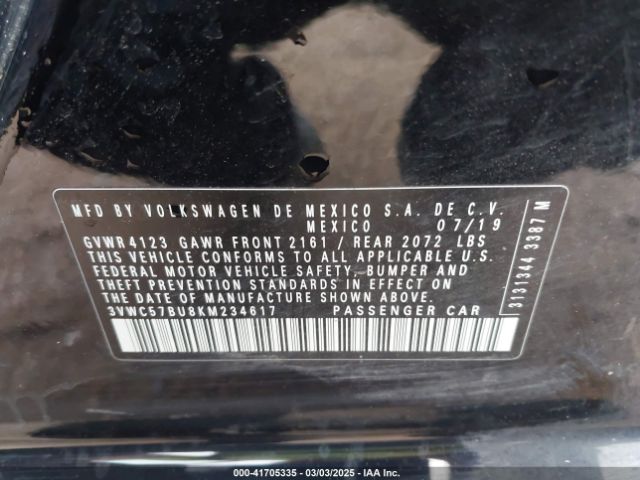 MFD BY VOLKSWAGEN DE MEXICO S.A. DE C.V.
MEXICO 07/19
GVWR 4123 GAWR FRONT 2161 / REAR 2072 LBS
THIS VEHICLE CONFORMS TO ALL APPLICABLE U.S.
FEDERAL MOTOR VEHICLE SAFETY, BUMPER AND
THEFT PREVENTION STANDARDS IN EFFECT ON
THE DATE OF MANUFACTURE SHOWN ABOVE.
3VWC57BU8KM234617 PASSENGER CAR
3131344 3387 M
000-41705335 - 03/03/2025 - IAA Inc.